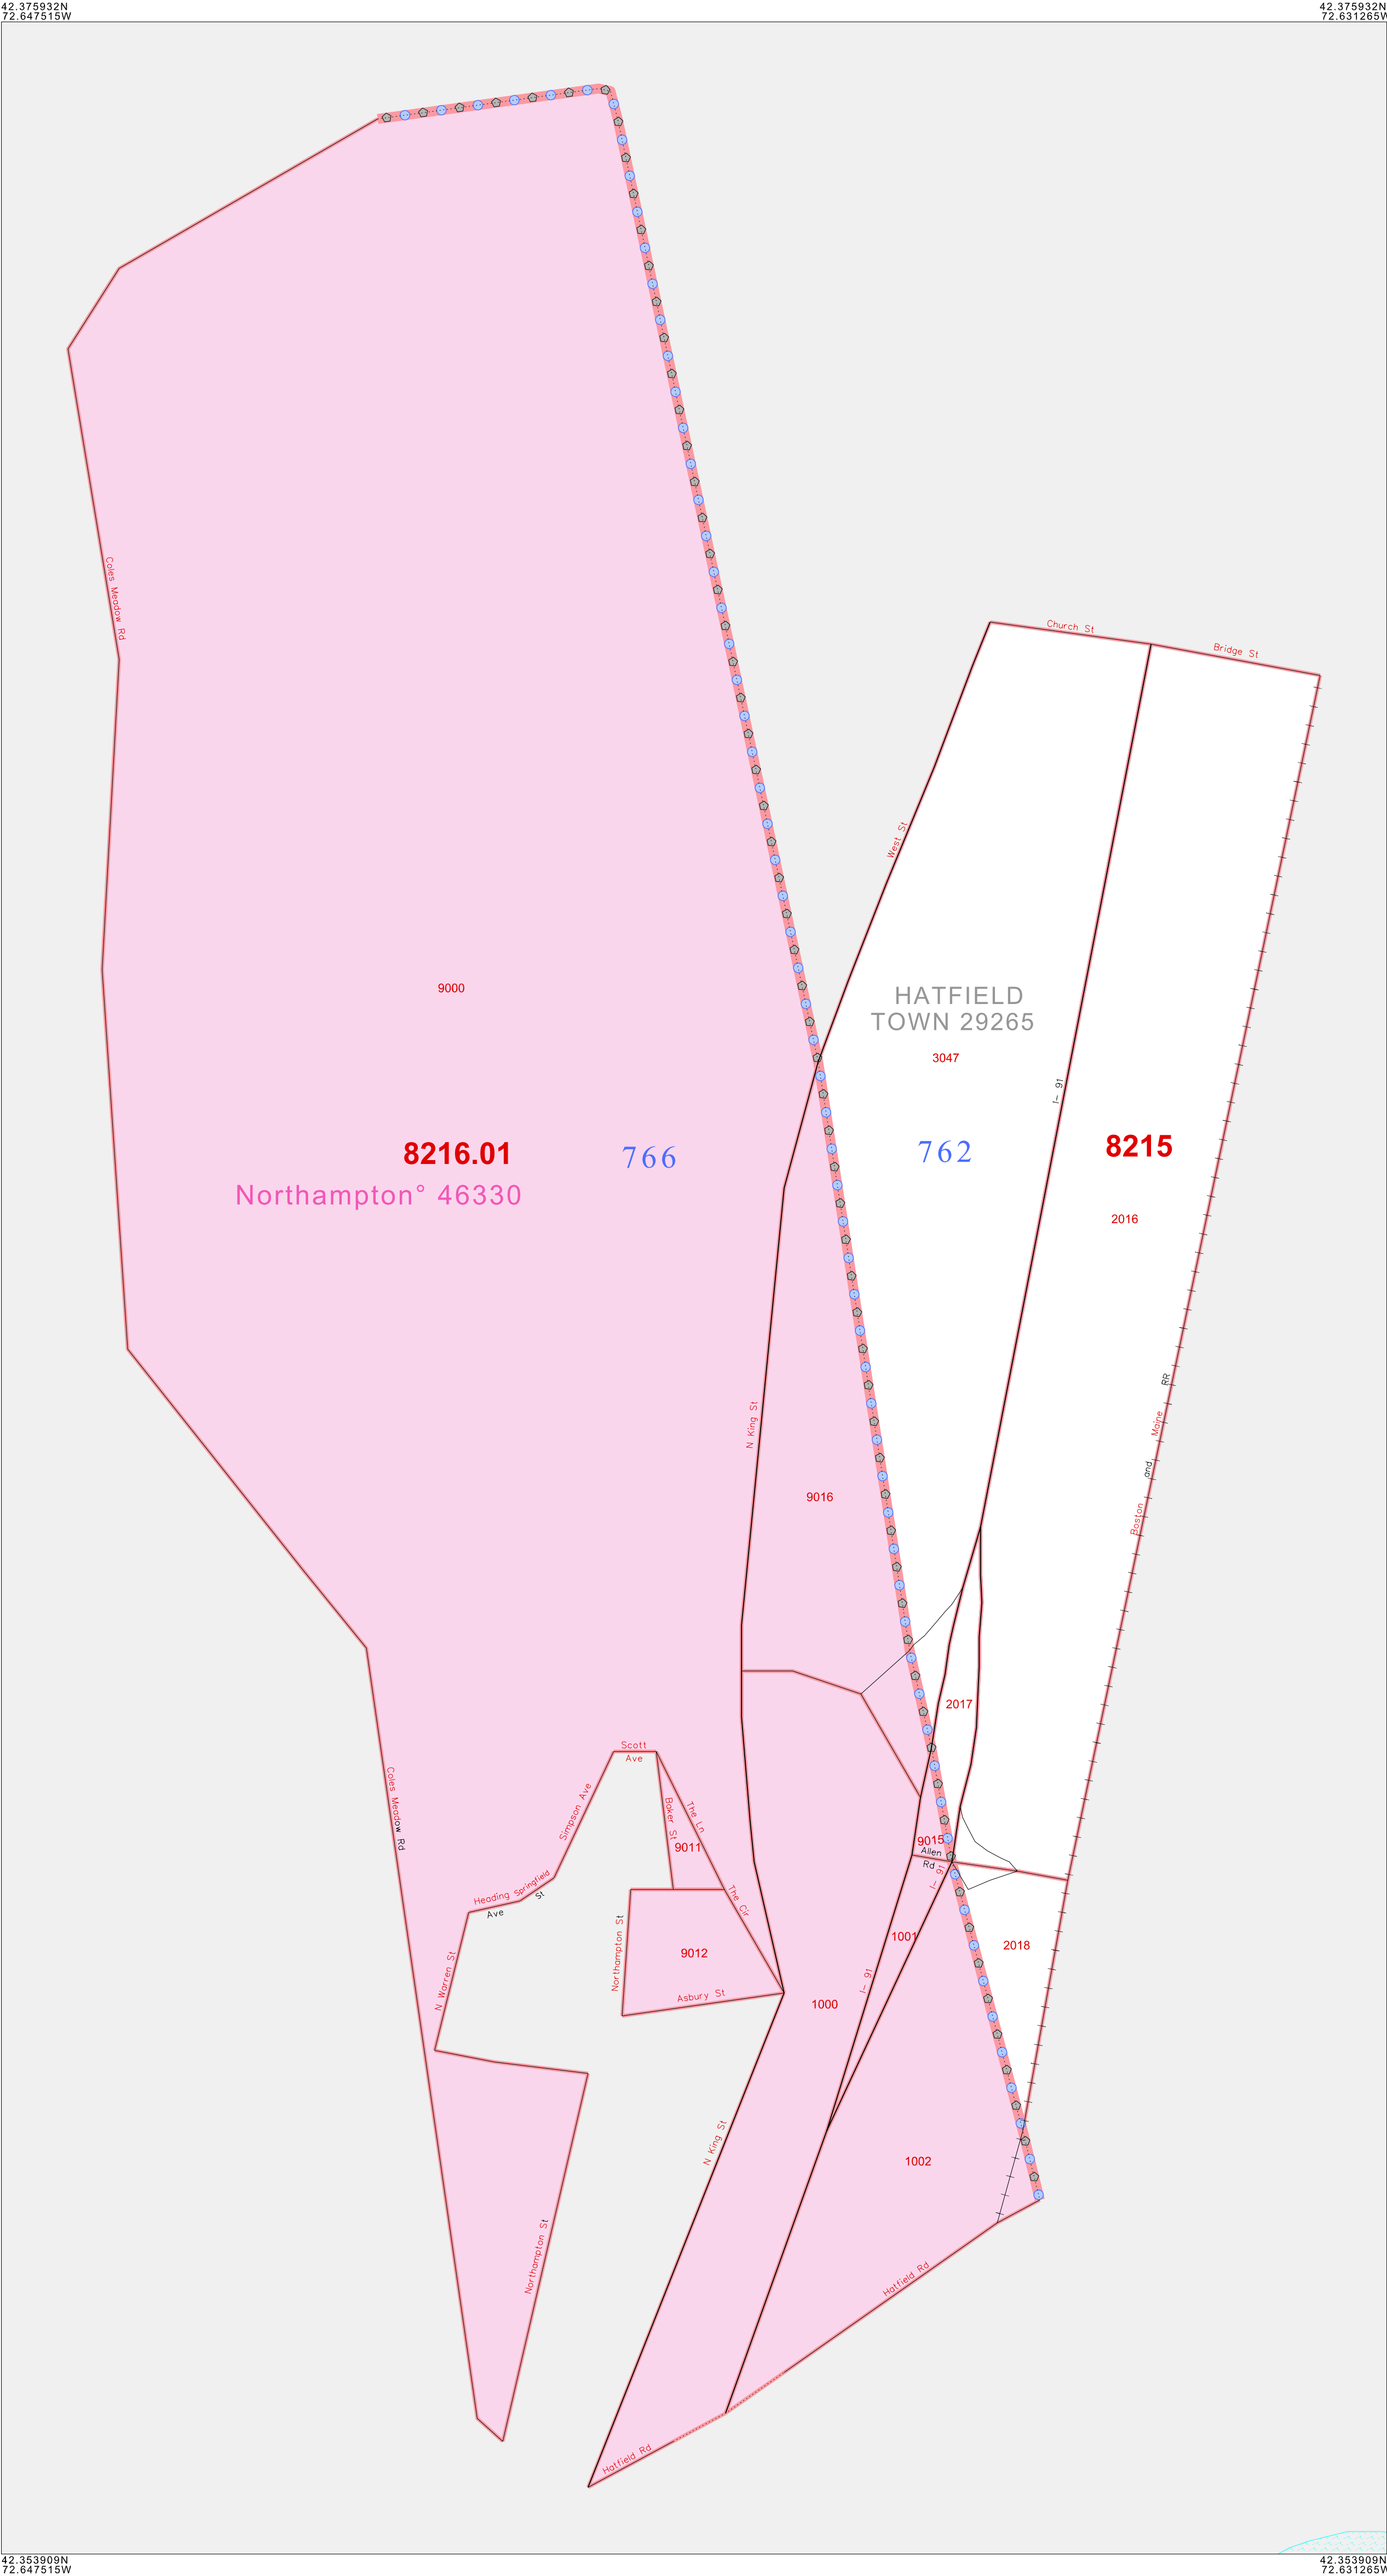 42.375932N
72.647515W
42.375932N
72.631265W
Coles Meadow Rd
Church St
Bridge St
West St
9000
HATFIELD
TOWN 29265
3047
I- 91
8216.01
766
762
8215
Northampton° 46330
2016
N King St
Boston and Maine RR
9016
2017
Scott
Ave
Simpson Ave
Baker St
The Ln
9011
9015
Allen
Rd
I- 91
Coles Meadow Rd
Heading Springfield
Ave
St
The Cir
Northampton St
9012
1001
2018
N Warren St
Asbury St
1000
I- 91
N King St
1002
Northampton St
Hatfield Rd
Hatfield Rd
42.353909N
72.647515W
42.353909N
72.631265W